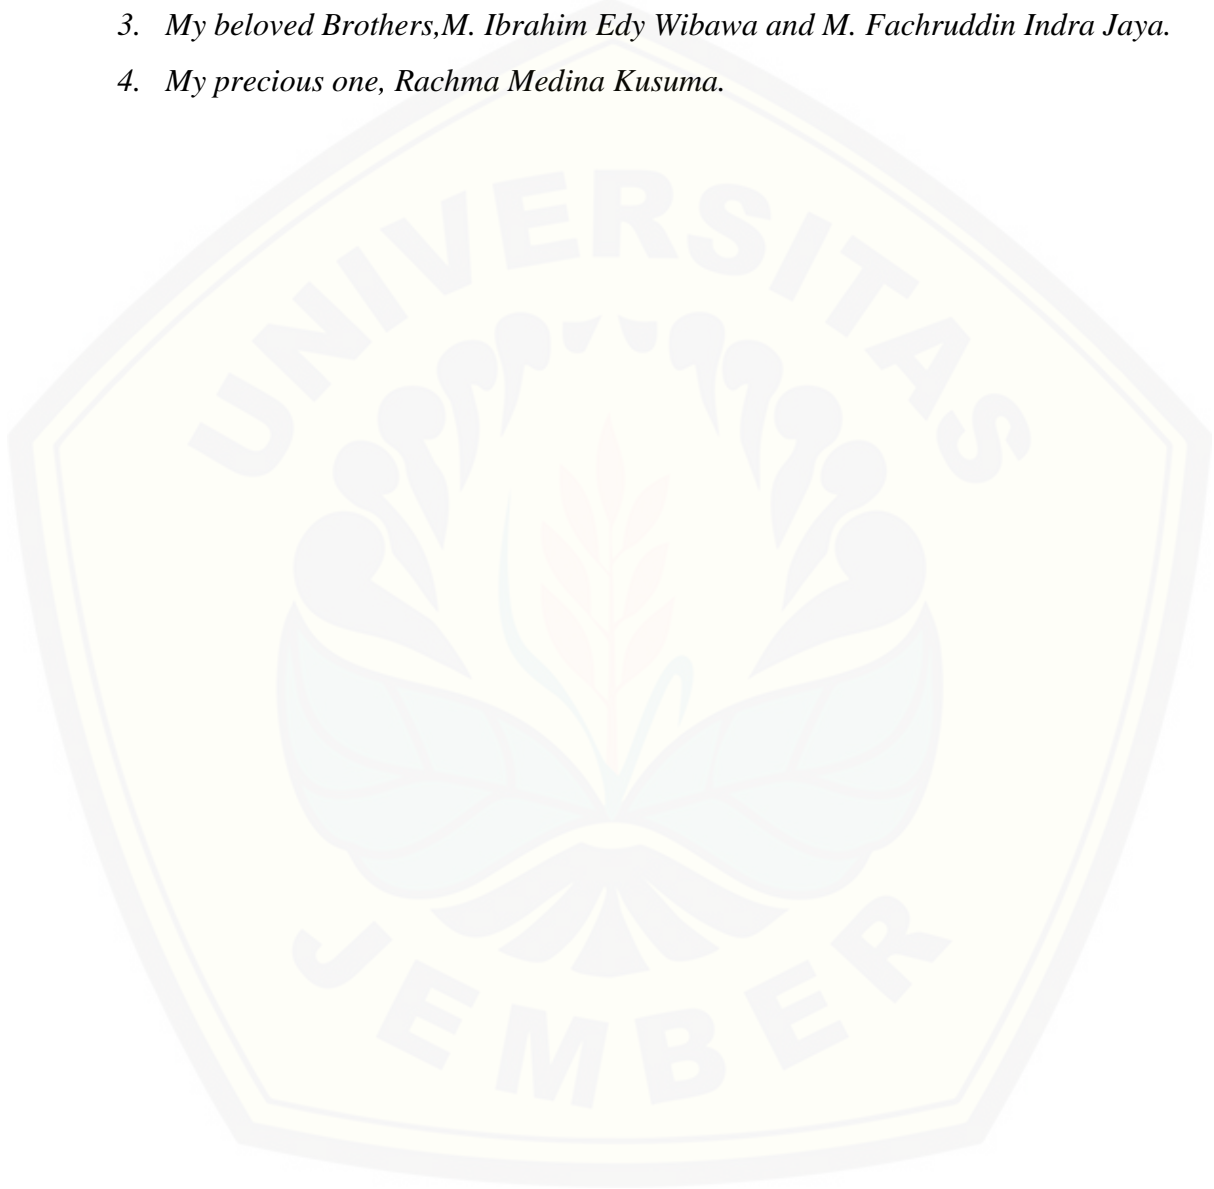 3. My beloved Brothers,M. Ibrahim Edy Wibawa and M. Fachruddin Indra Jaya.
4. My precious one, Rachma Medina Kusuma.
UNIVERSITAS
JEMBER